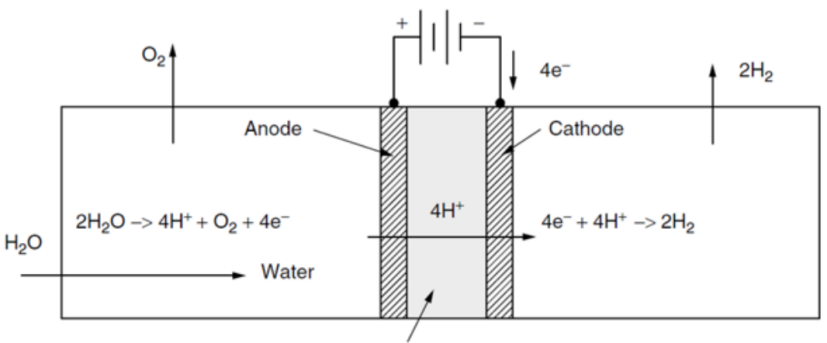 + −
O₂
4e⁻
2H₂
Anode
Cathode
2H₂O –> 4H⁺ + O₂ + 4e⁻
4H⁺
4e⁻ + 4H⁺ –> 2H₂
H₂O
Water